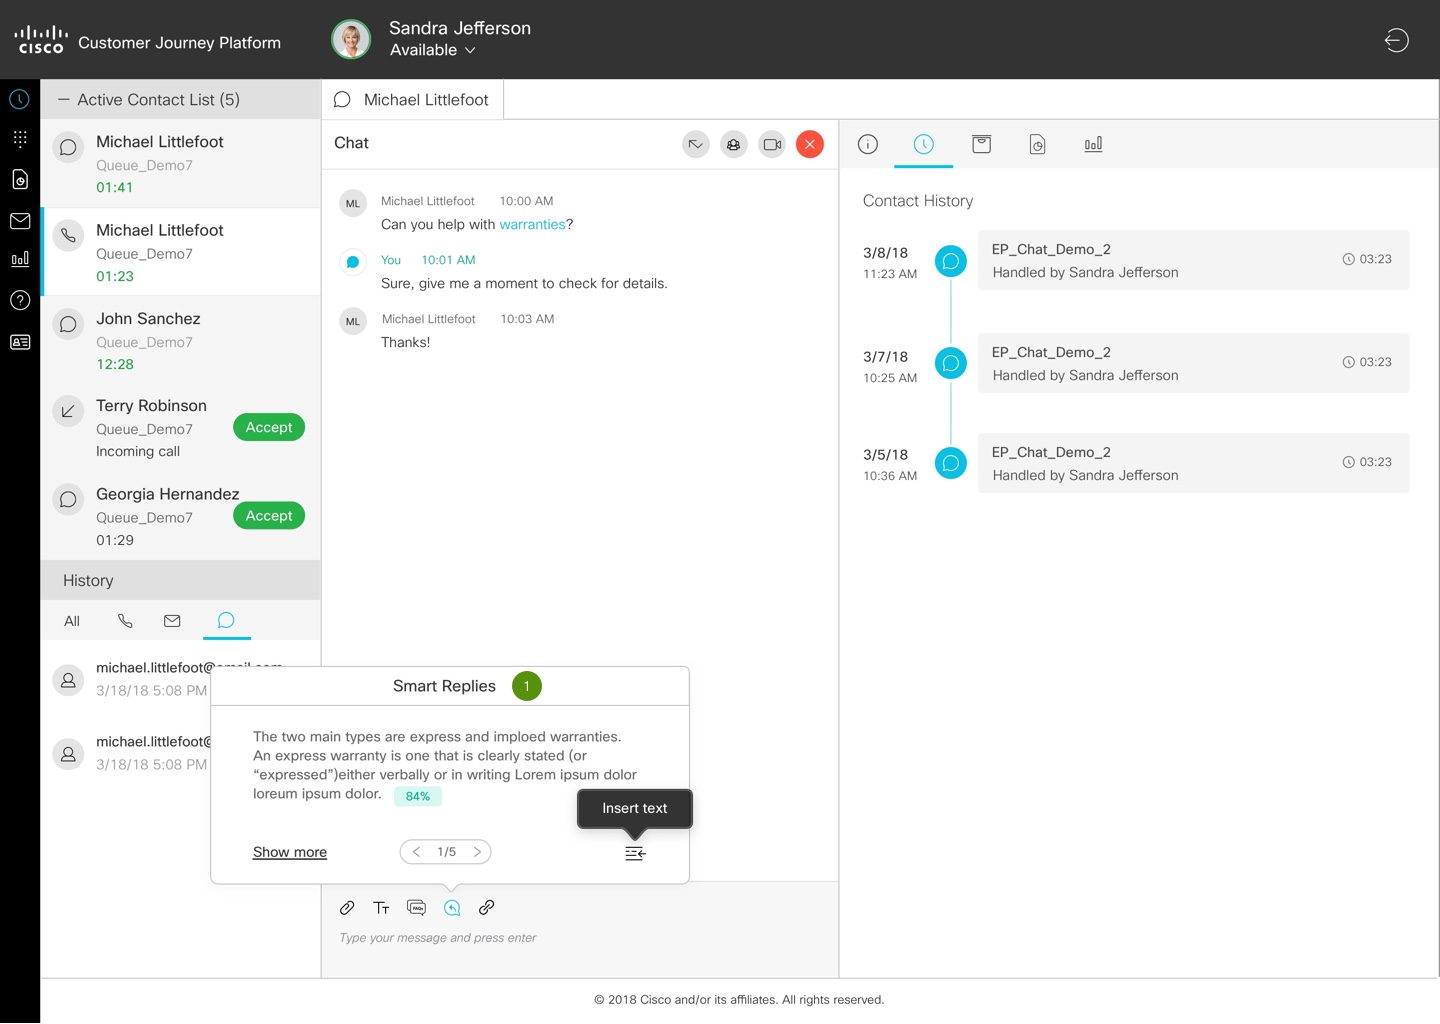 CISCO Customer Journey Platform
Sandra Jefferson
Available
Active Contact List (5)
Michael Littlefoot
Queue_Demo7
01:41
Michael Littlefoot
Queue_Demo7
01:23
John Sanchez
Queue_Demo7
12:28
Terry Robinson
Queue_Demo7
Incoming call
Accept
Georgia Hernandez
Queue_Demo7
01:29
Accept
History
All
michael.littlefoot@gmail.com
3/18/18 5:08 PM
michael.littlefoot@
3/18/18 5:08 PM
Michael Littlefoot
Chat
ML
Michael Littlefoot 10:00 AM
Can you help with warranties?
You 10:01 AM
Sure, give me a moment to check for details.
ML
Michael Littlefoot 10:03 AM
Thanks!
Smart Replies 1
The two main types are express and imploed warranties.
An express warranty is one that is clearly stated (or
“expressed”)either verbally or in writing Lorem ipsum dolor
loreum ipsum dolor. 84%
Insert text
Show more
1/5
FAQs
Type your message and press enter
Contact History
3/8/18
11:23 AM
EP_Chat_Demo_2
Handled by Sandra Jefferson
03:23
3/7/18
10:25 AM
EP_Chat_Demo_2
Handled by Sandra Jefferson
03:23
3/5/18
10:36 AM
EP_Chat_Demo_2
Handled by Sandra Jefferson
03:23
© 2018 Cisco and/or its affiliates. All rights reserved.